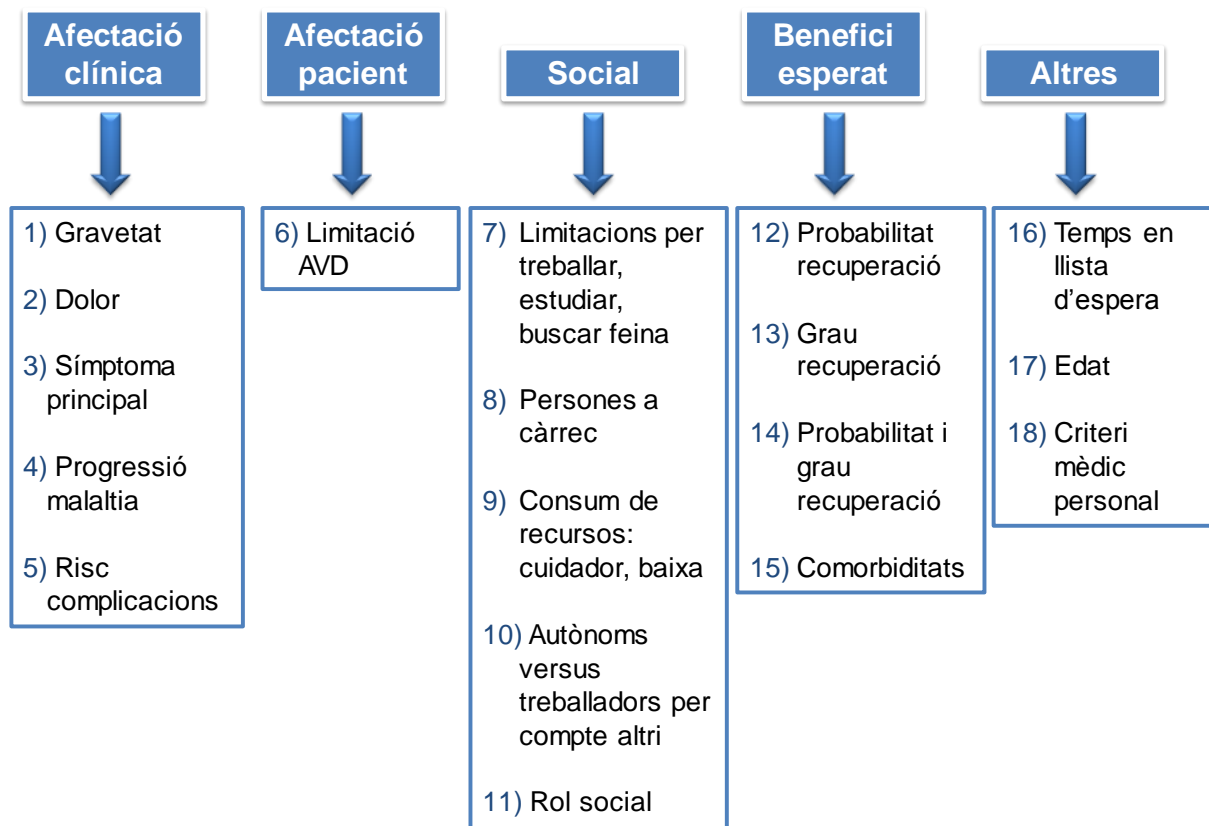 Afectació
clínica
Afectació
pacient
Social
Benefici
esperat
Altres
1) Gravetat
2) Dolor
3) Símptoma
principal
4) Progressió
malaltia
5) Risc
complicacions
6) Limitació
AVD
7) Limitacions per
treballar,
estudiar,
buscar feina
8) Persones a
càrrec
9) Consum de
recursos:
cuidador, baixa
10) Autònoms
versus
treballadors per
compte altri
11) Rol social
12) Probabilitat
recuperació
13) Grau
recuperació
14) Probabilitat i
grau
recuperació
15) Comorbiditats
16) Temps en
llista
d’espera
17) Edat
18) Criteri
mèdic
personal